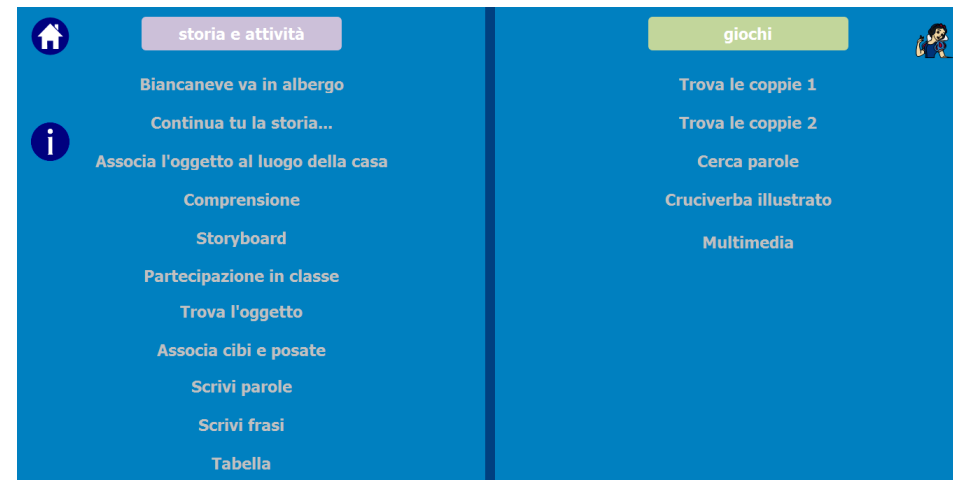 storia e attività
Biancaneve va in albergo
Continua tu la storia...
i
Associa l'oggetto al luogo della casa
Comprensione
Storyboard
Partecipazione in classe
Trova l'oggetto
Associa cibi e posate
Scrivi parole
Scrivi frasi
Tabella
giochi
Trova le coppie 1
Trova le coppie 2
Cerca parole
Cruciverba illustrato
Multimedia